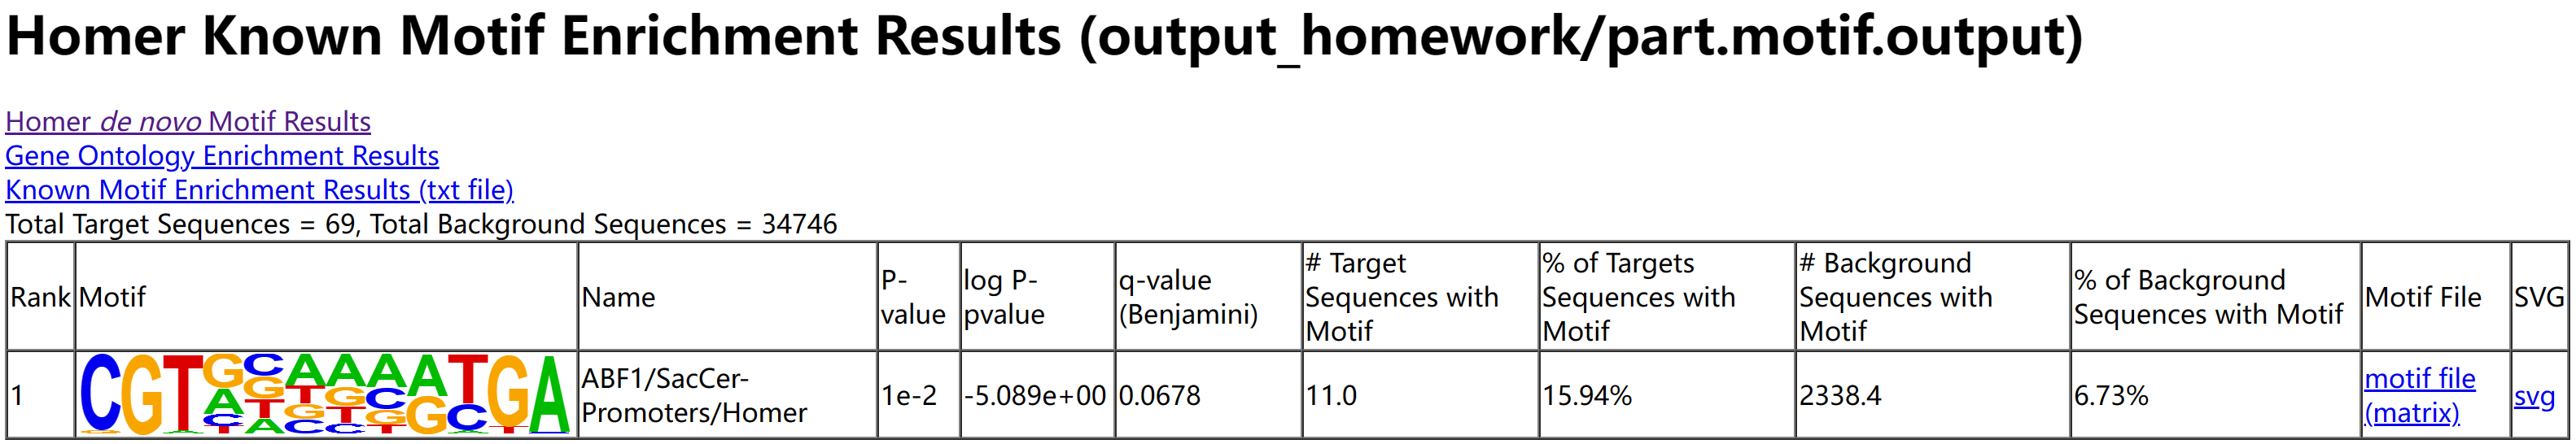 Homer Known Motif Enrichment Results (output_homework/part.motif.output)
Homer de novo Motif Results
Gene Ontology Enrichment Results
Known Motif Enrichment Results (txt file)
Total Target Sequences = 69, Total Background Sequences = 34746
Rank
Motif
Name
P-
value
log P-
pvalue
q-value
(Benjamini)
# Target
Sequences with
Motif
% of Targets
Sequences with
Motif
# Background
Sequences with
Motif
% of Background
Sequences with Motif
Motif File
SVG
1
CGTGCAAAATGA
ABF1/SacCer-
Promoters/Homer
1e-2
-5.089e+00
0.0678
11.0
15.94%
2338.4
6.73%
motif file
(matrix)
svg